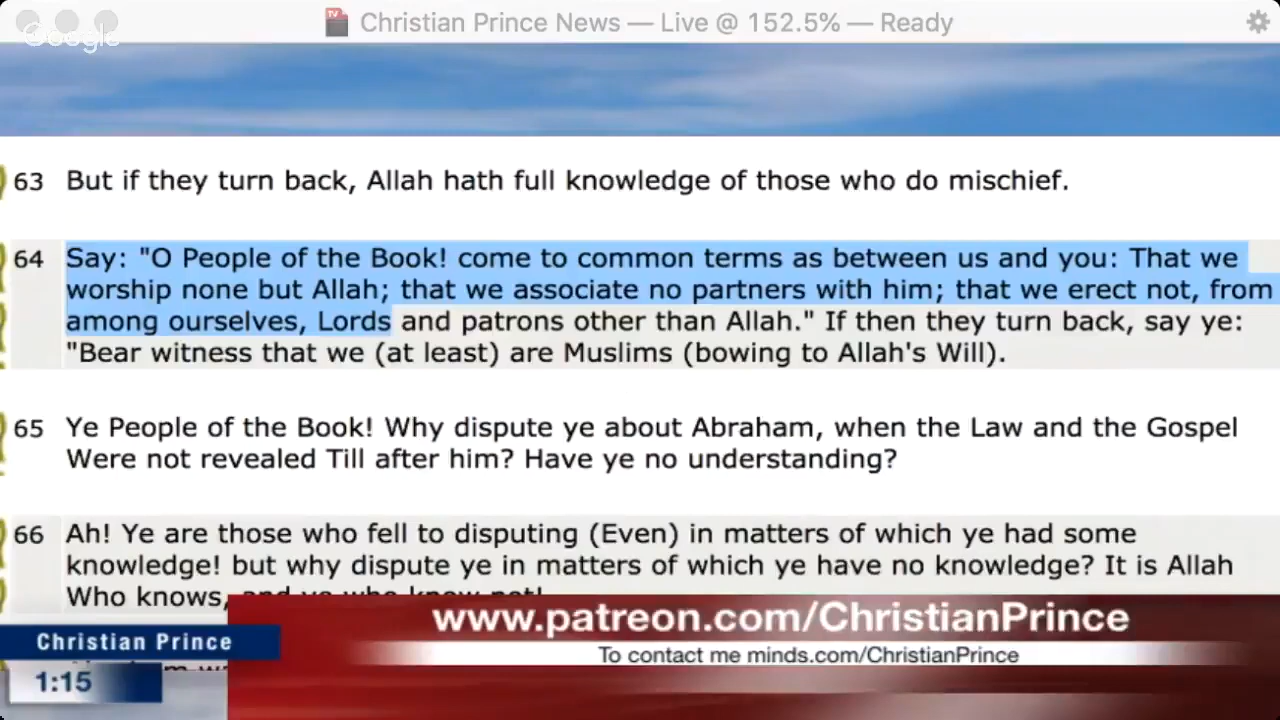 Google
Christian Prince News — Live @ 152.5% — Ready
63 But if they turn back, Allah hath full knowledge of those who do mischief.
64 Say: "O People of the Book! come to common terms as between us and you: That we
worship none but Allah; that we associate no partners with him; that we erect not, from
among ourselves, Lords and patrons other than Allah." If then they turn back, say ye:
"Bear witness that we (at least) are Muslims (bowing to Allah's Will).
65 Ye People of the Book! Why dispute ye about Abraham, when the Law and the Gospel
Were not revealed Till after him? Have ye no understanding?
66 Ah! Ye are those who fell to disputing (Even) in matters of which ye had some
knowledge! but why dispute ye in matters of which ye have no knowledge? It is Allah
Who knows, and ye who know not!
www.patreon.com/ChristianPrince
Christian Prince
To contact me minds.com/ChristianPrince
1:15